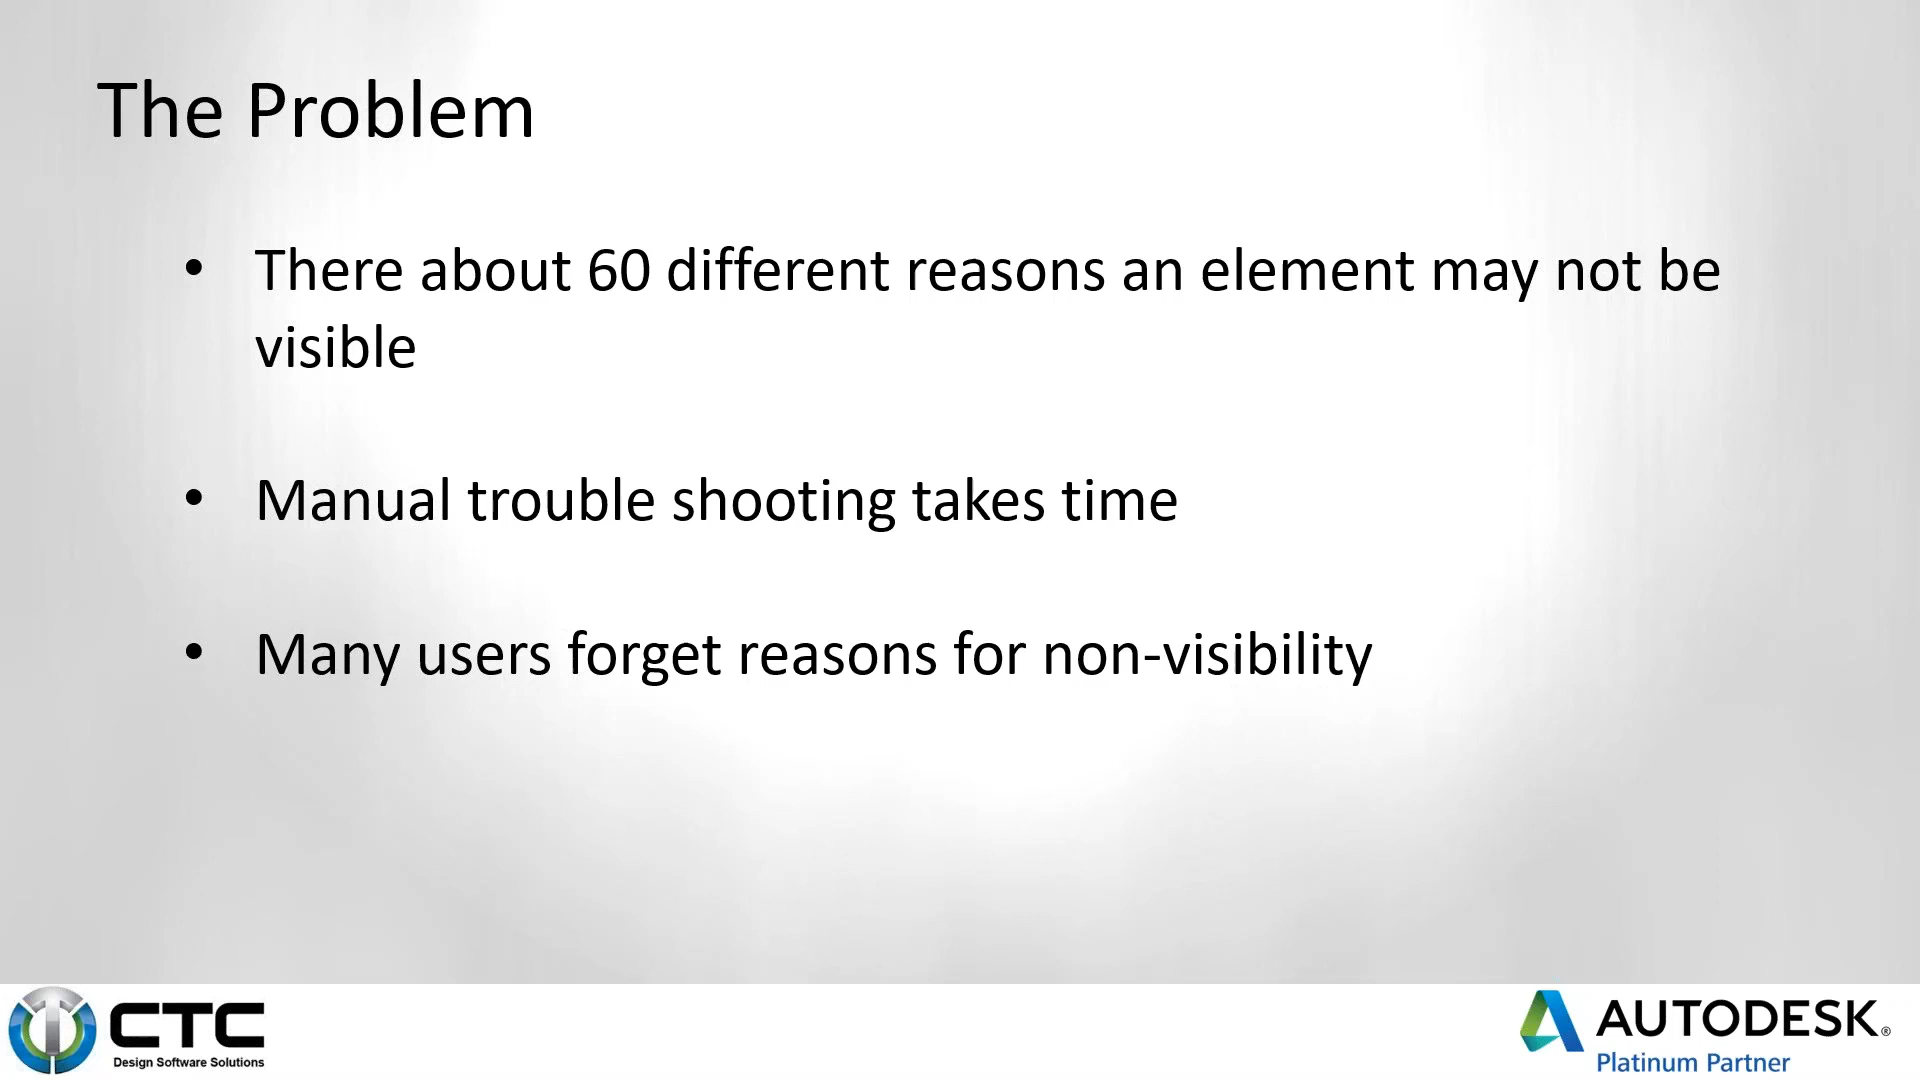 The Problem
• There about 60 different reasons an element may not be
visible
• Manual trouble shooting takes time
• Many users forget reasons for non-visibility
CTC
Design Software Solutions
AUTODESK®
Platinum Partner